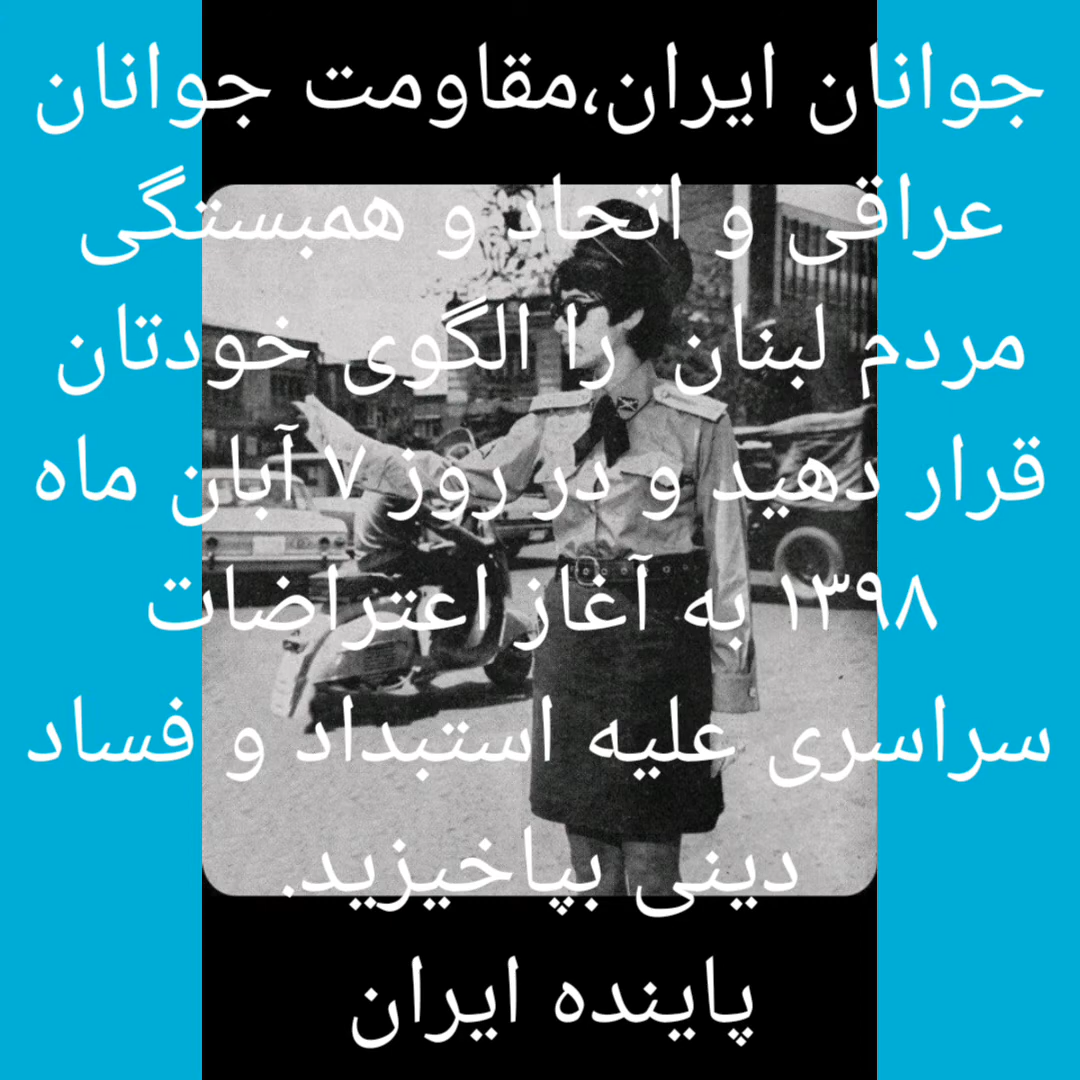 جوانان ایران،مقاومت جوانان
عراقی و اتحاد و همبستگی
مردم لبنان را الگوی خودتان
قرار دهید و در روز ۷ آبان ماه
۱۳۹۸ به آغاز اعتراضات
سراسری علیه استبداد و فساد
دینی بپاخیزید.
پاینده ایران